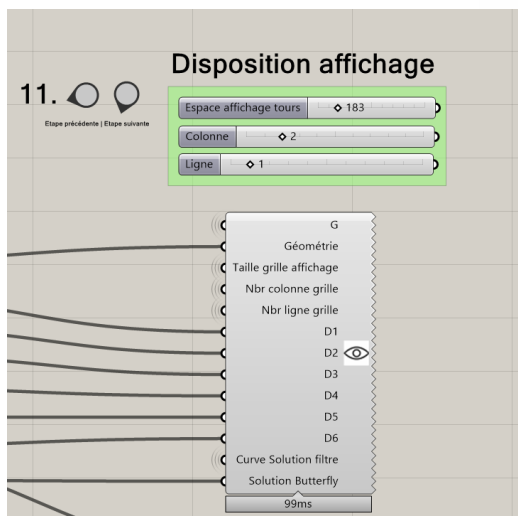 Disposition affichage
11.
Etape précédente | Etape suivante
Espace affichage tours 183
Colonne 2
Ligne 1
G
Géométrie
Taille grille affichage
Nbr colonne grille
Nbr ligne grille
D1
D2
D3
D4
D5
D6
Curve Solution filtre
Solution Butterfly
99ms